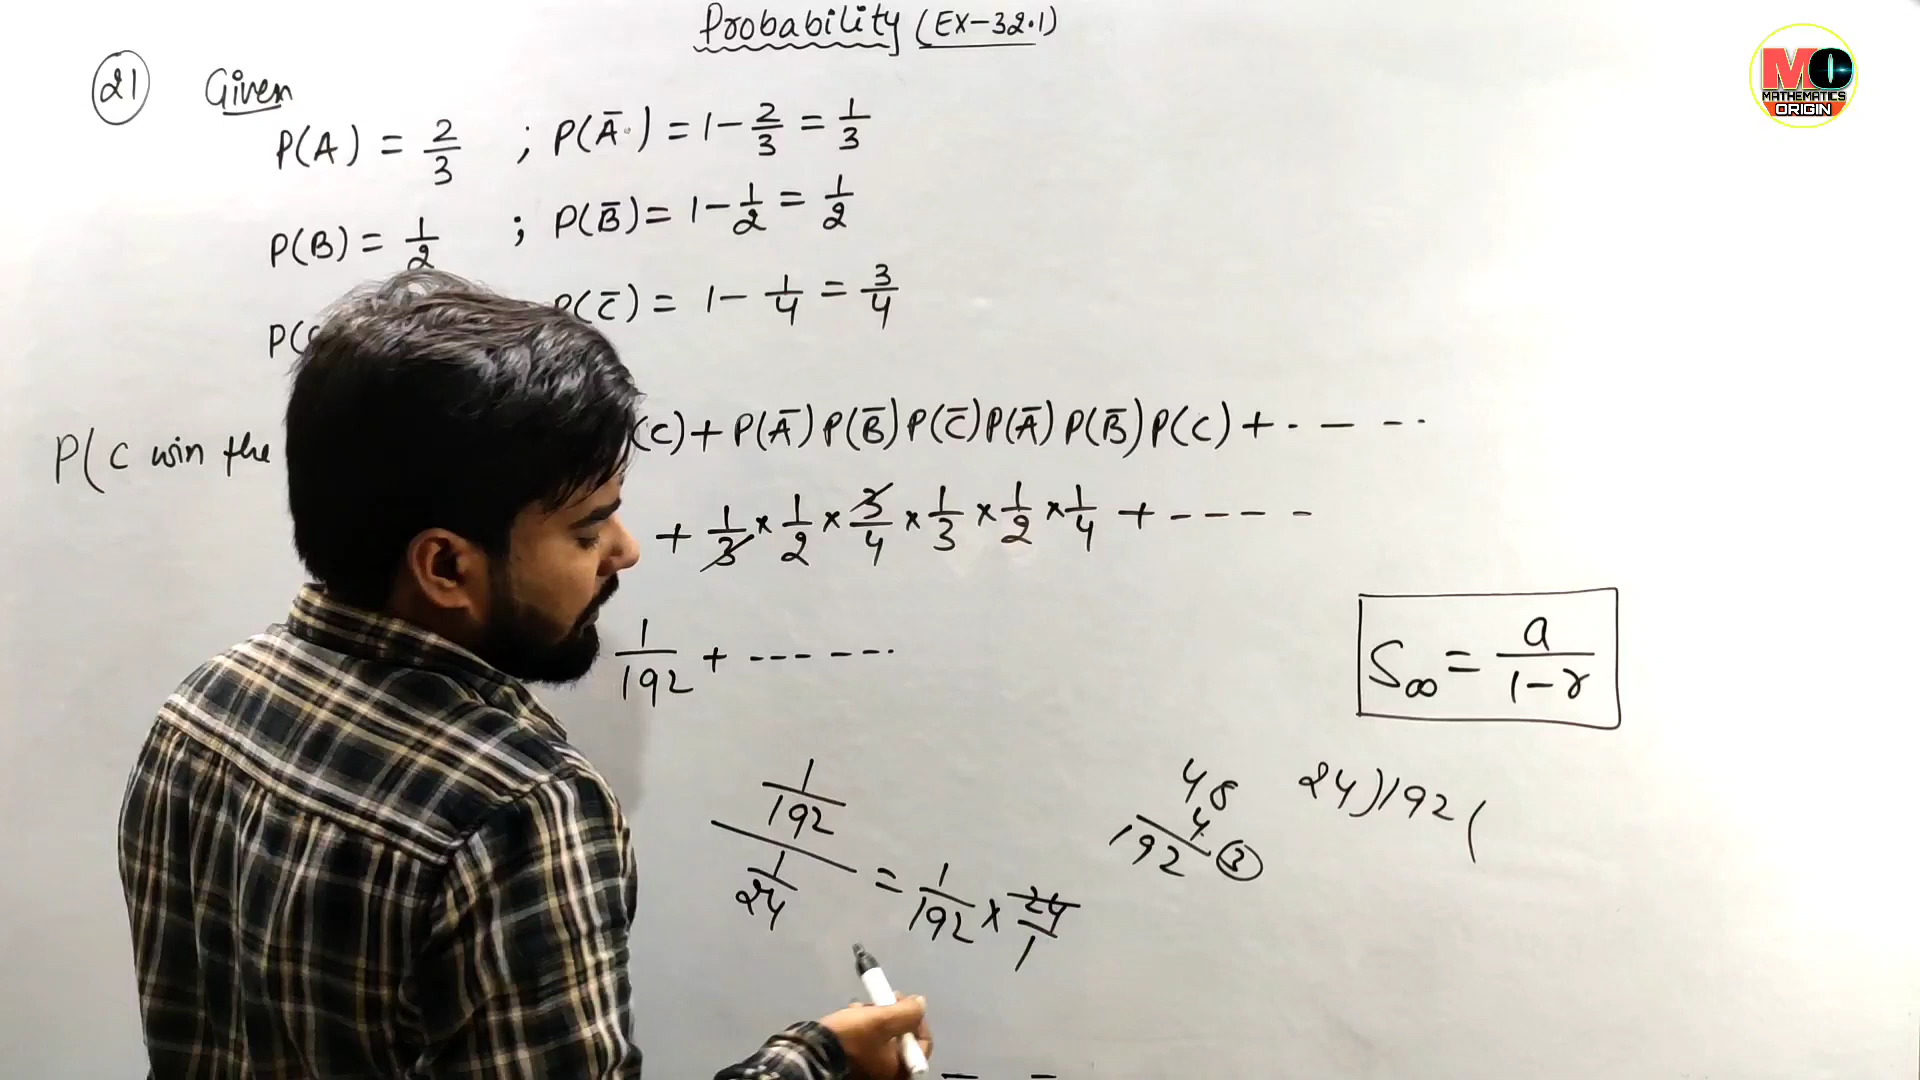 Probability (EX-32.1)
MO
MATHEMATICS
ORIGIN
(21) Given
P(A) = 2/3 ; P(Ā) = 1 - 2/3 = 1/3
P(B) = 1/2 ; P(B̄) = 1 - 1/2 = 1/2
P(C̄) = 1 - 1/4 = 3/4
P(C win the (C) + P(Ā) P(B̄) P(C̄) P(Ā) P(B̄) P(C) + - - - -
+ 1/3 × 1/2 × 3/4 × 1/3 × 1/2 × 1/4 + - - - -
1/192 + - - - - - -
S∞ = a/(1-r)
(1/192)/(1/24) = 1/192 × 24/1
48
4
192 (3)
24)192(